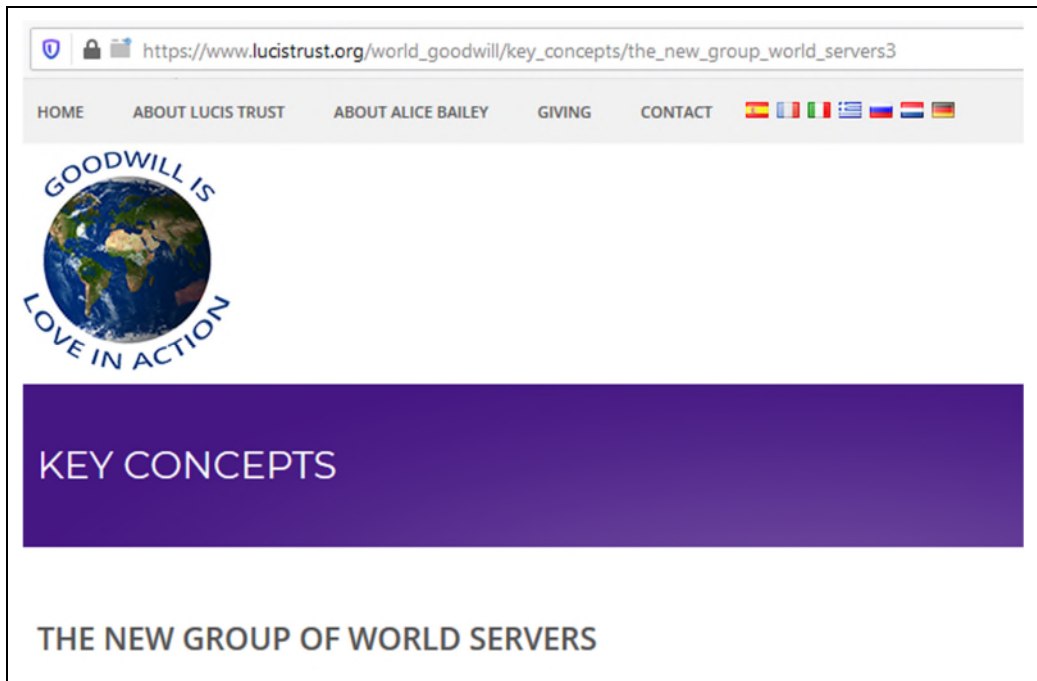 https://www.lucistrust.org/world_goodwill/key_concepts/the_new_group_world_servers3
HOME ABOUT LUCIS TRUST ABOUT ALICE BAILEY GIVING CONTACT
GOODWILL IS
LOVE IN ACTION
KEY CONCEPTS
THE NEW GROUP OF WORLD SERVERS